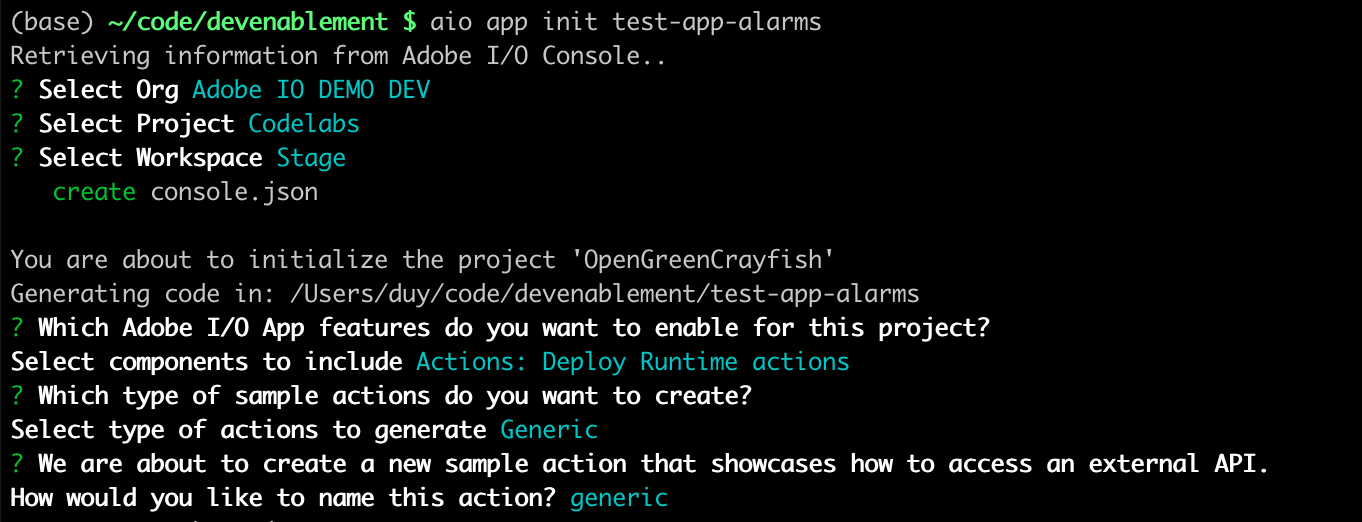 (base) ~/code/devenablement $ aio app init test-app-alarms
Retrieving information from Adobe I/O Console..
? Select Org Adobe IO DEMO DEV
? Select Project Codelabs
? Select Workspace Stage
create console.json
You are about to initialize the project 'OpenGreenCrayfish'
Generating code in: /Users/duy/code/devenablement/test-app-alarms
? Which Adobe I/O App features do you want to enable for this project?
Select components to include Actions: Deploy Runtime actions
? Which type of sample actions do you want to create?
Select type of actions to generate Generic
? We are about to create a new sample action that showcases how to access an external API.
How would you like to name this action? generic